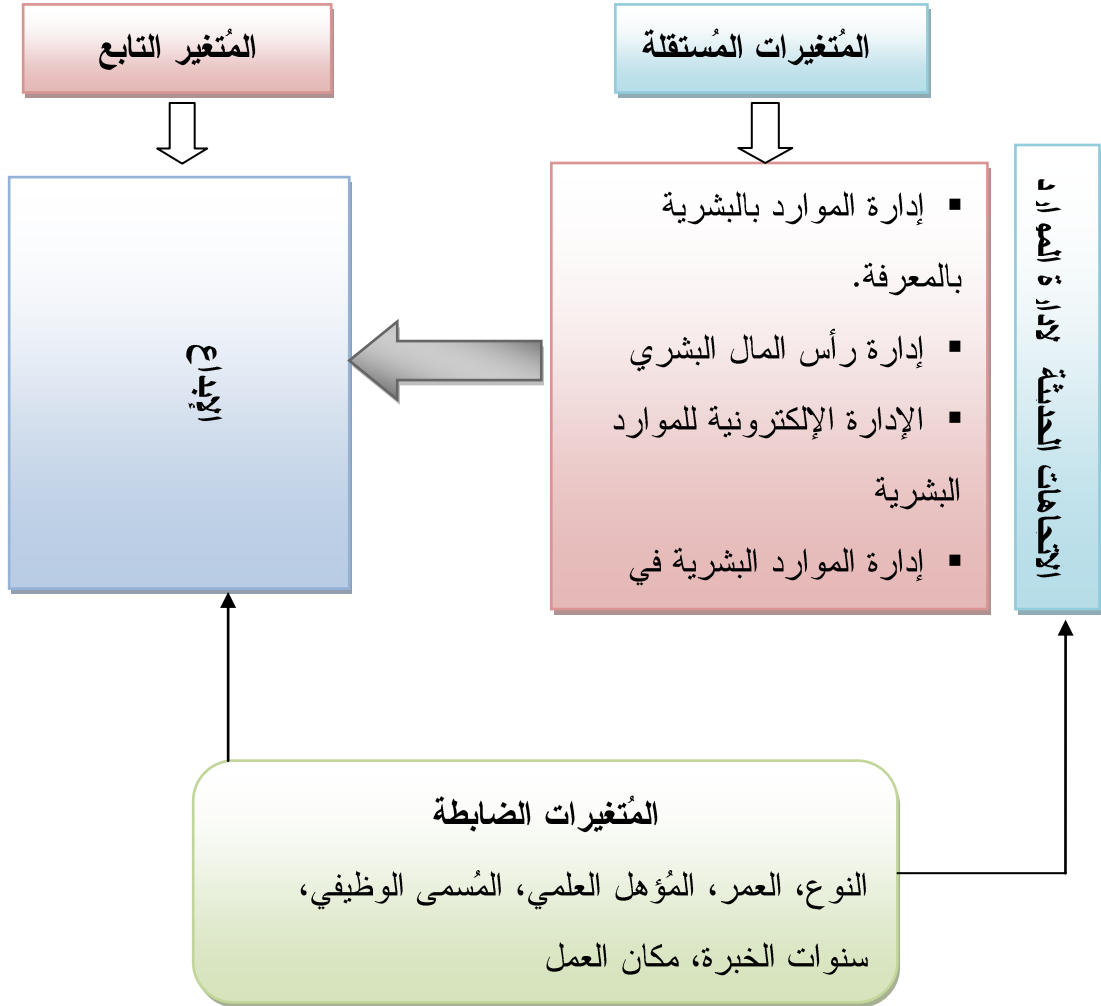 المُتغيرات المُستقلة
المُتغير التابع
الاتجاهات الحديثة لادارة الموارد
▪ إدارة الموارد بالبشرية
بالمعرفة.
▪ إدارة رأس المال البشري
▪ الإدارة الإلكترونية للموارد
البشرية
▪ إدارة الموارد البشرية في
الإبداع
المُتغيرات الضابطة
النوع، العمر، المُؤهل العلمي، المُسمى الوظيفي،
سنوات الخبرة، مكان العمل